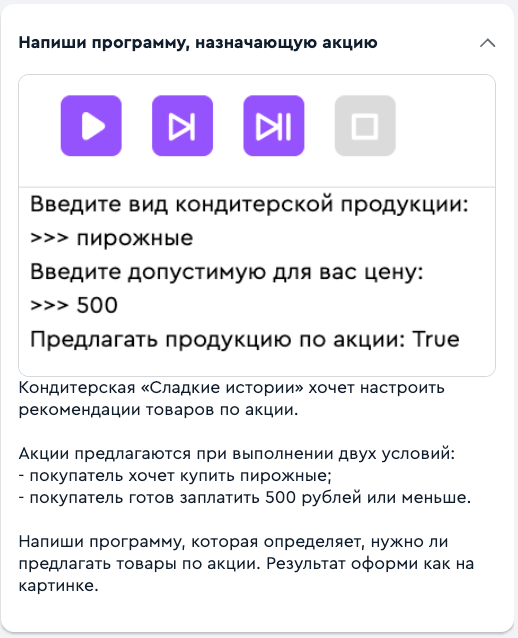 Напиши программу, назначающую акцию
Введите вид кондитерской продукции:
>>> пирожные
Введите допустимую для вас цену:
>>> 500
Предлагать продукцию по акции: True
Кондитерская «Сладкие истории» хочет настроить
рекомендации товаров по акции.
Акции предлагаются при выполнении двух условий:
- покупатель хочет купить пирожные;
- покупатель готов заплатить 500 рублей или меньше.
Напиши программу, которая определяет, нужно ли
предлагать товары по акции. Результат оформи как на
картинке.